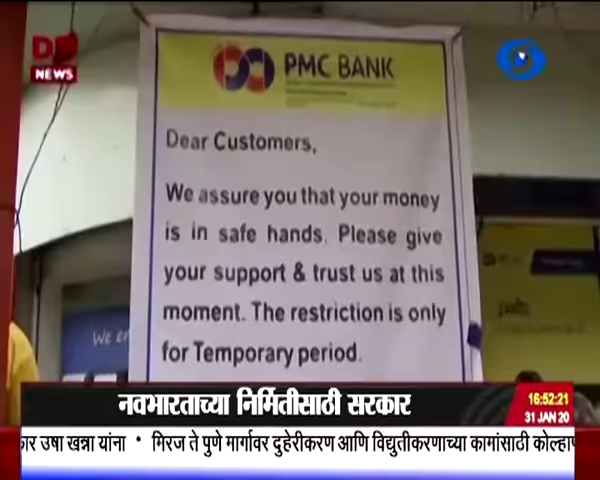 DD
NEWS
PMC BANK
Dear Customers,
We assure you that your money
is in safe hands. Please give
your support & trust us at this
moment. The restriction is only
for Temporary period.
We
नवभारताच्या निर्मितीसाठी सरकार
16:52:21
31 JAN 20
कार उषा खन्ना यांना * मिरज ते पुणे मार्गावर दुहेरीकरण आणि विद्युतीकरणाच्या कामांसाठी कोल्हाप